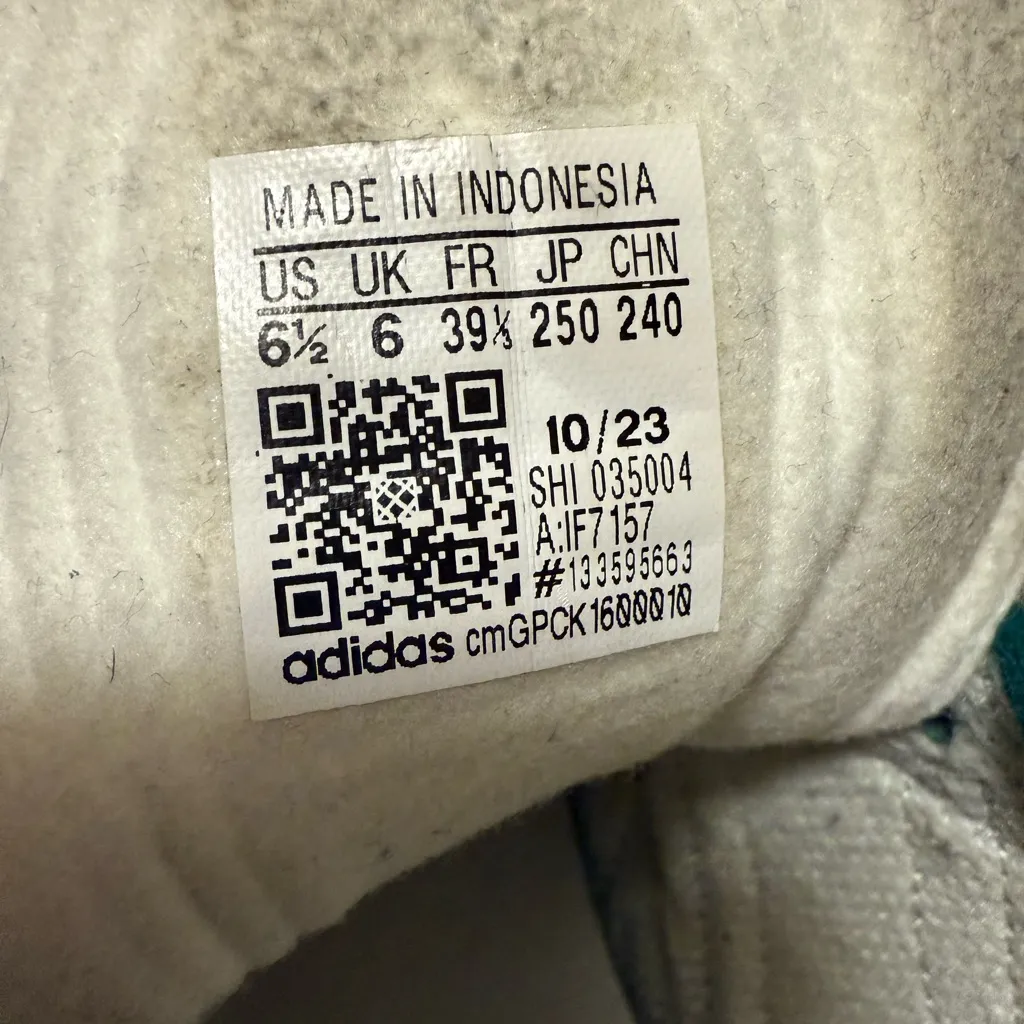 MADE IN INDONESIA
US UK FR JP CHN
6½ 6 39⅓ 250 240
10/23
SHI 035004
A:IF7157
#133595663
adidas cmGPCK1600010